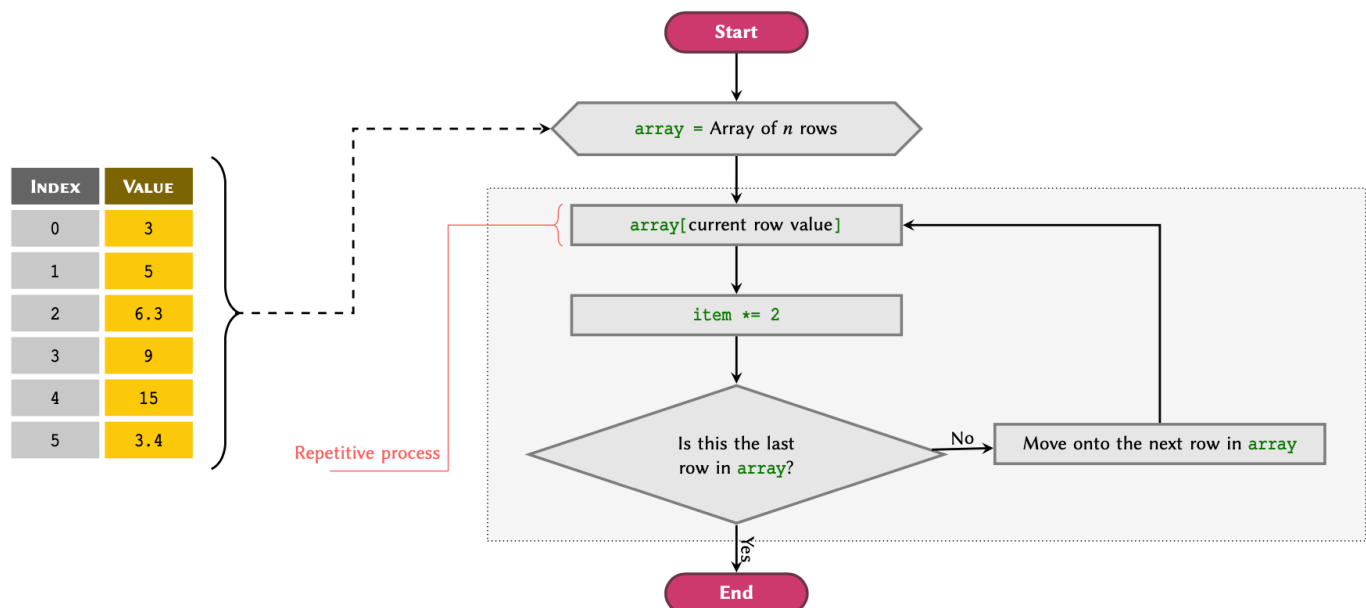 Start
array = Array of n rows
INDEX VALUE
0 3
1 5
2 6.3
3 9
4 15
5 3.4
array[current row value]
item *= 2
Repetitive process
Is this the last
row in array?
No
Move onto the next row in array
Yes
End